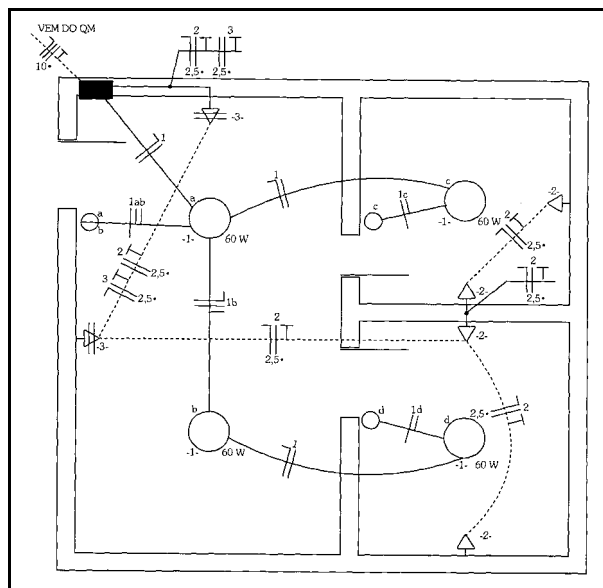 VEM DO QM
2 3
10•
2,5• 2,5•
-3-
1
1
c
a
c
1c
-2-
a
1ab
2
b
-1-
60 W
-1-
60 W
2,5•
2
2
2,5•
3
2,5•
2,5•
1b
-2-
2
-3-
-2-
2,5•
b
d
1d
d
2,5•
2
-1-
60 W
1
-1-
60 W
-2-